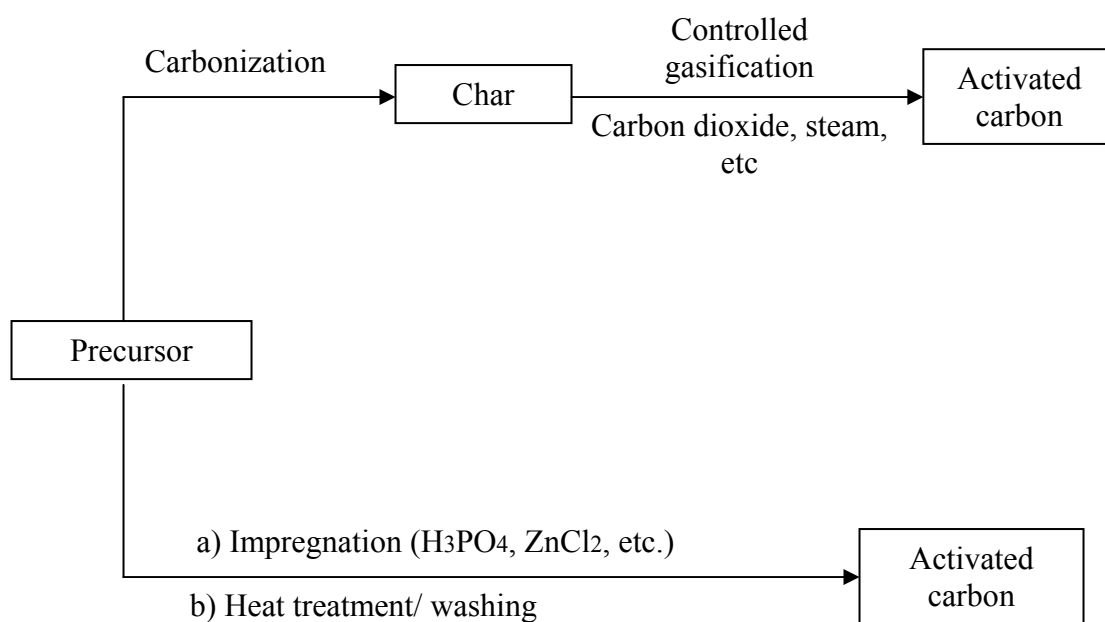 Carbonization
Char
Controlled
gasification
Carbon dioxide, steam,
etc
Activated
carbon
Precursor
a) Impregnation (H3PO4, ZnCl2, etc.)
b) Heat treatment/ washing
Activated
carbon